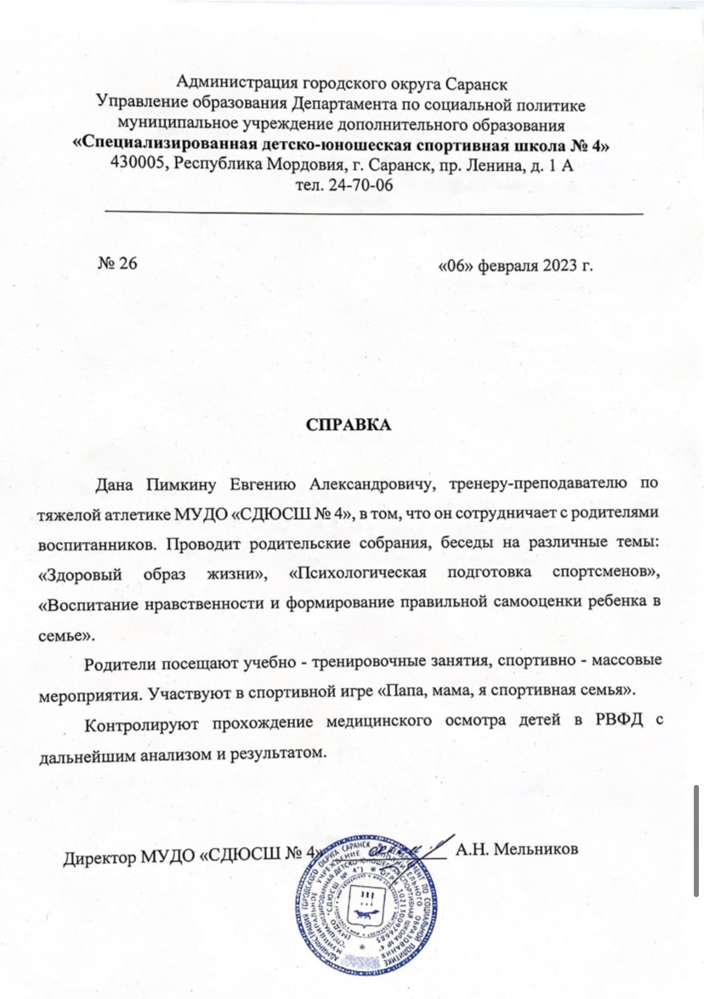 Администрация городского округа Саранск
Управление образования Департамента по социальной политике
муниципальное учреждение дополнительного образования
«Специализированная детско-юношеская спортивная школа № 4»
430005, Республика Мордовия, г. Саранск, пр. Ленина, д. 1 А
тел. 24-70-06
№ 26
«06» февраля 2023 г.
СПРАВКА
Дана Пимкину Евгению Александровичу, тренеру-преподавателю по
тяжелой атлетике МУДО «СДЮСШ № 4», в том, что он сотрудничает с родителями
воспитанников. Проводит родительские собрания, беседы на различные темы:
«Здоровый образ жизни», «Психологическая подготовка спортсменов»,
«Воспитание нравственности и формирование правильной самооценки ребенка в
семье».
Родители посещают учебно - тренировочные занятия, спортивно - массовые
мероприятия. Участвуют в спортивной игре «Папа, мама, я спортивная семья».
Контролируют прохождение медицинского осмотра детей в РВФД с
дальнейшим анализом и результатом.
Директор МУДО «СДЮСШ № 4»
А.Н. Мельников